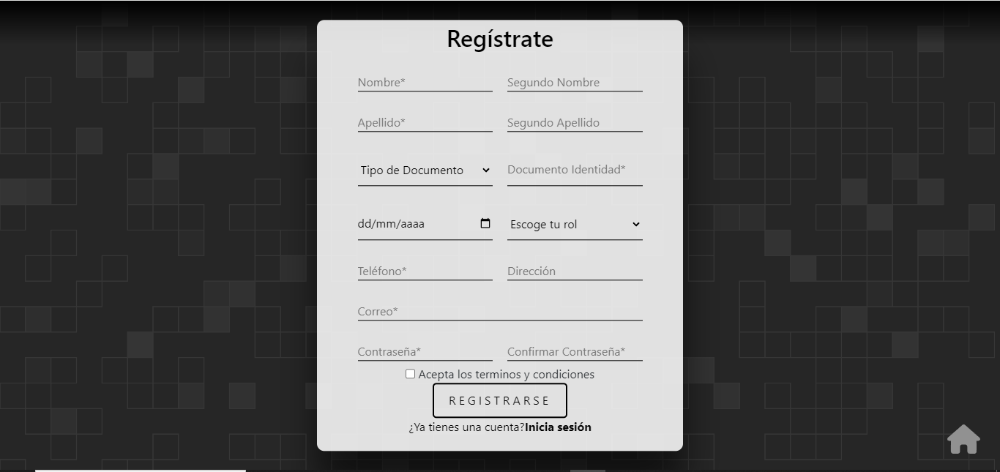 Regístrate
Nombre* Segundo Nombre
Apellido* Segundo Apellido
Tipo de Documento Documento Identidad*
dd/mm/aaaa Escoge tu rol
Teléfono* Dirección
Correo*
Contraseña* Confirmar Contraseña*
Acepta los terminos y condiciones
REGISTRARSE
¿Ya tienes una cuenta?Inicia sesión